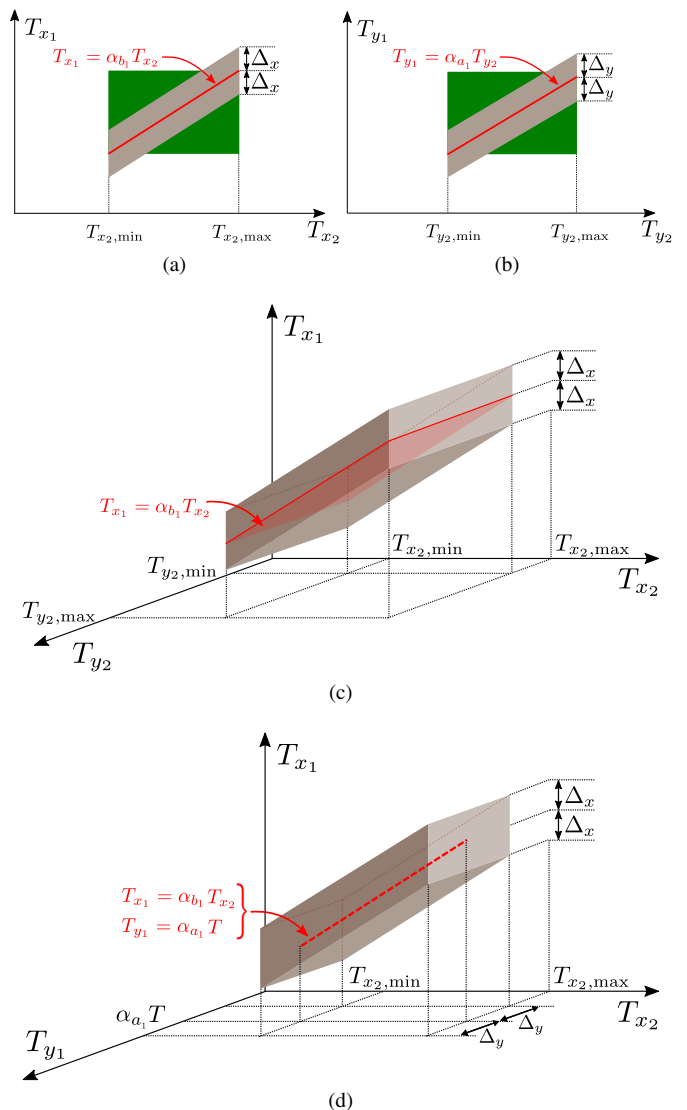 T_{x_1} T_{y_1}
T_{x_1} = α_{b_1} T_{x_2} Δ_x T_{y_1} = α_{a_1} T_{y_2} Δ_y
Δ_x Δ_y
T_{x_2,min} T_{x_2,max} T_{x_2} T_{y_2,min} T_{y_2,max} T_{y_2}
(a) (b)
T_{x_1}
Δ_x
Δ_x
T_{x_1} = α_{b_1} T_{x_2}
T_{y_2,min} T_{x_2,min} T_{x_2,max}
T_{x_2}
T_{y_2,max}
T_{y_2}
(c)
T_{x_1}
Δ_x
Δ_x
T_{x_1} = α_{b_1} T_{x_2}
T_{y_1} = α_{a_1} T
T_{x_2,min} T_{x_2,max}
α_{a_1} T T_{x_2}
T_{y_1} Δ_y Δ_y
(d)